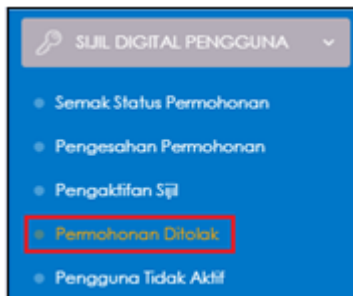 SIJIL DIGITAL PENGGUNA
Semak Status Permohonan
Pengesahan Permohonan
Pengaktifan Sijil
Permohonan Ditolak
Pengguna Tidak Aktif